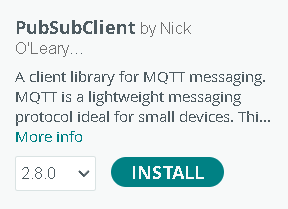 PubSubClient by Nick
O'Leary...
A client library for MQTT messaging.
MQTT is a lightweight messaging
protocol ideal for small devices. Thi...
More info
2.8.0 INSTALL